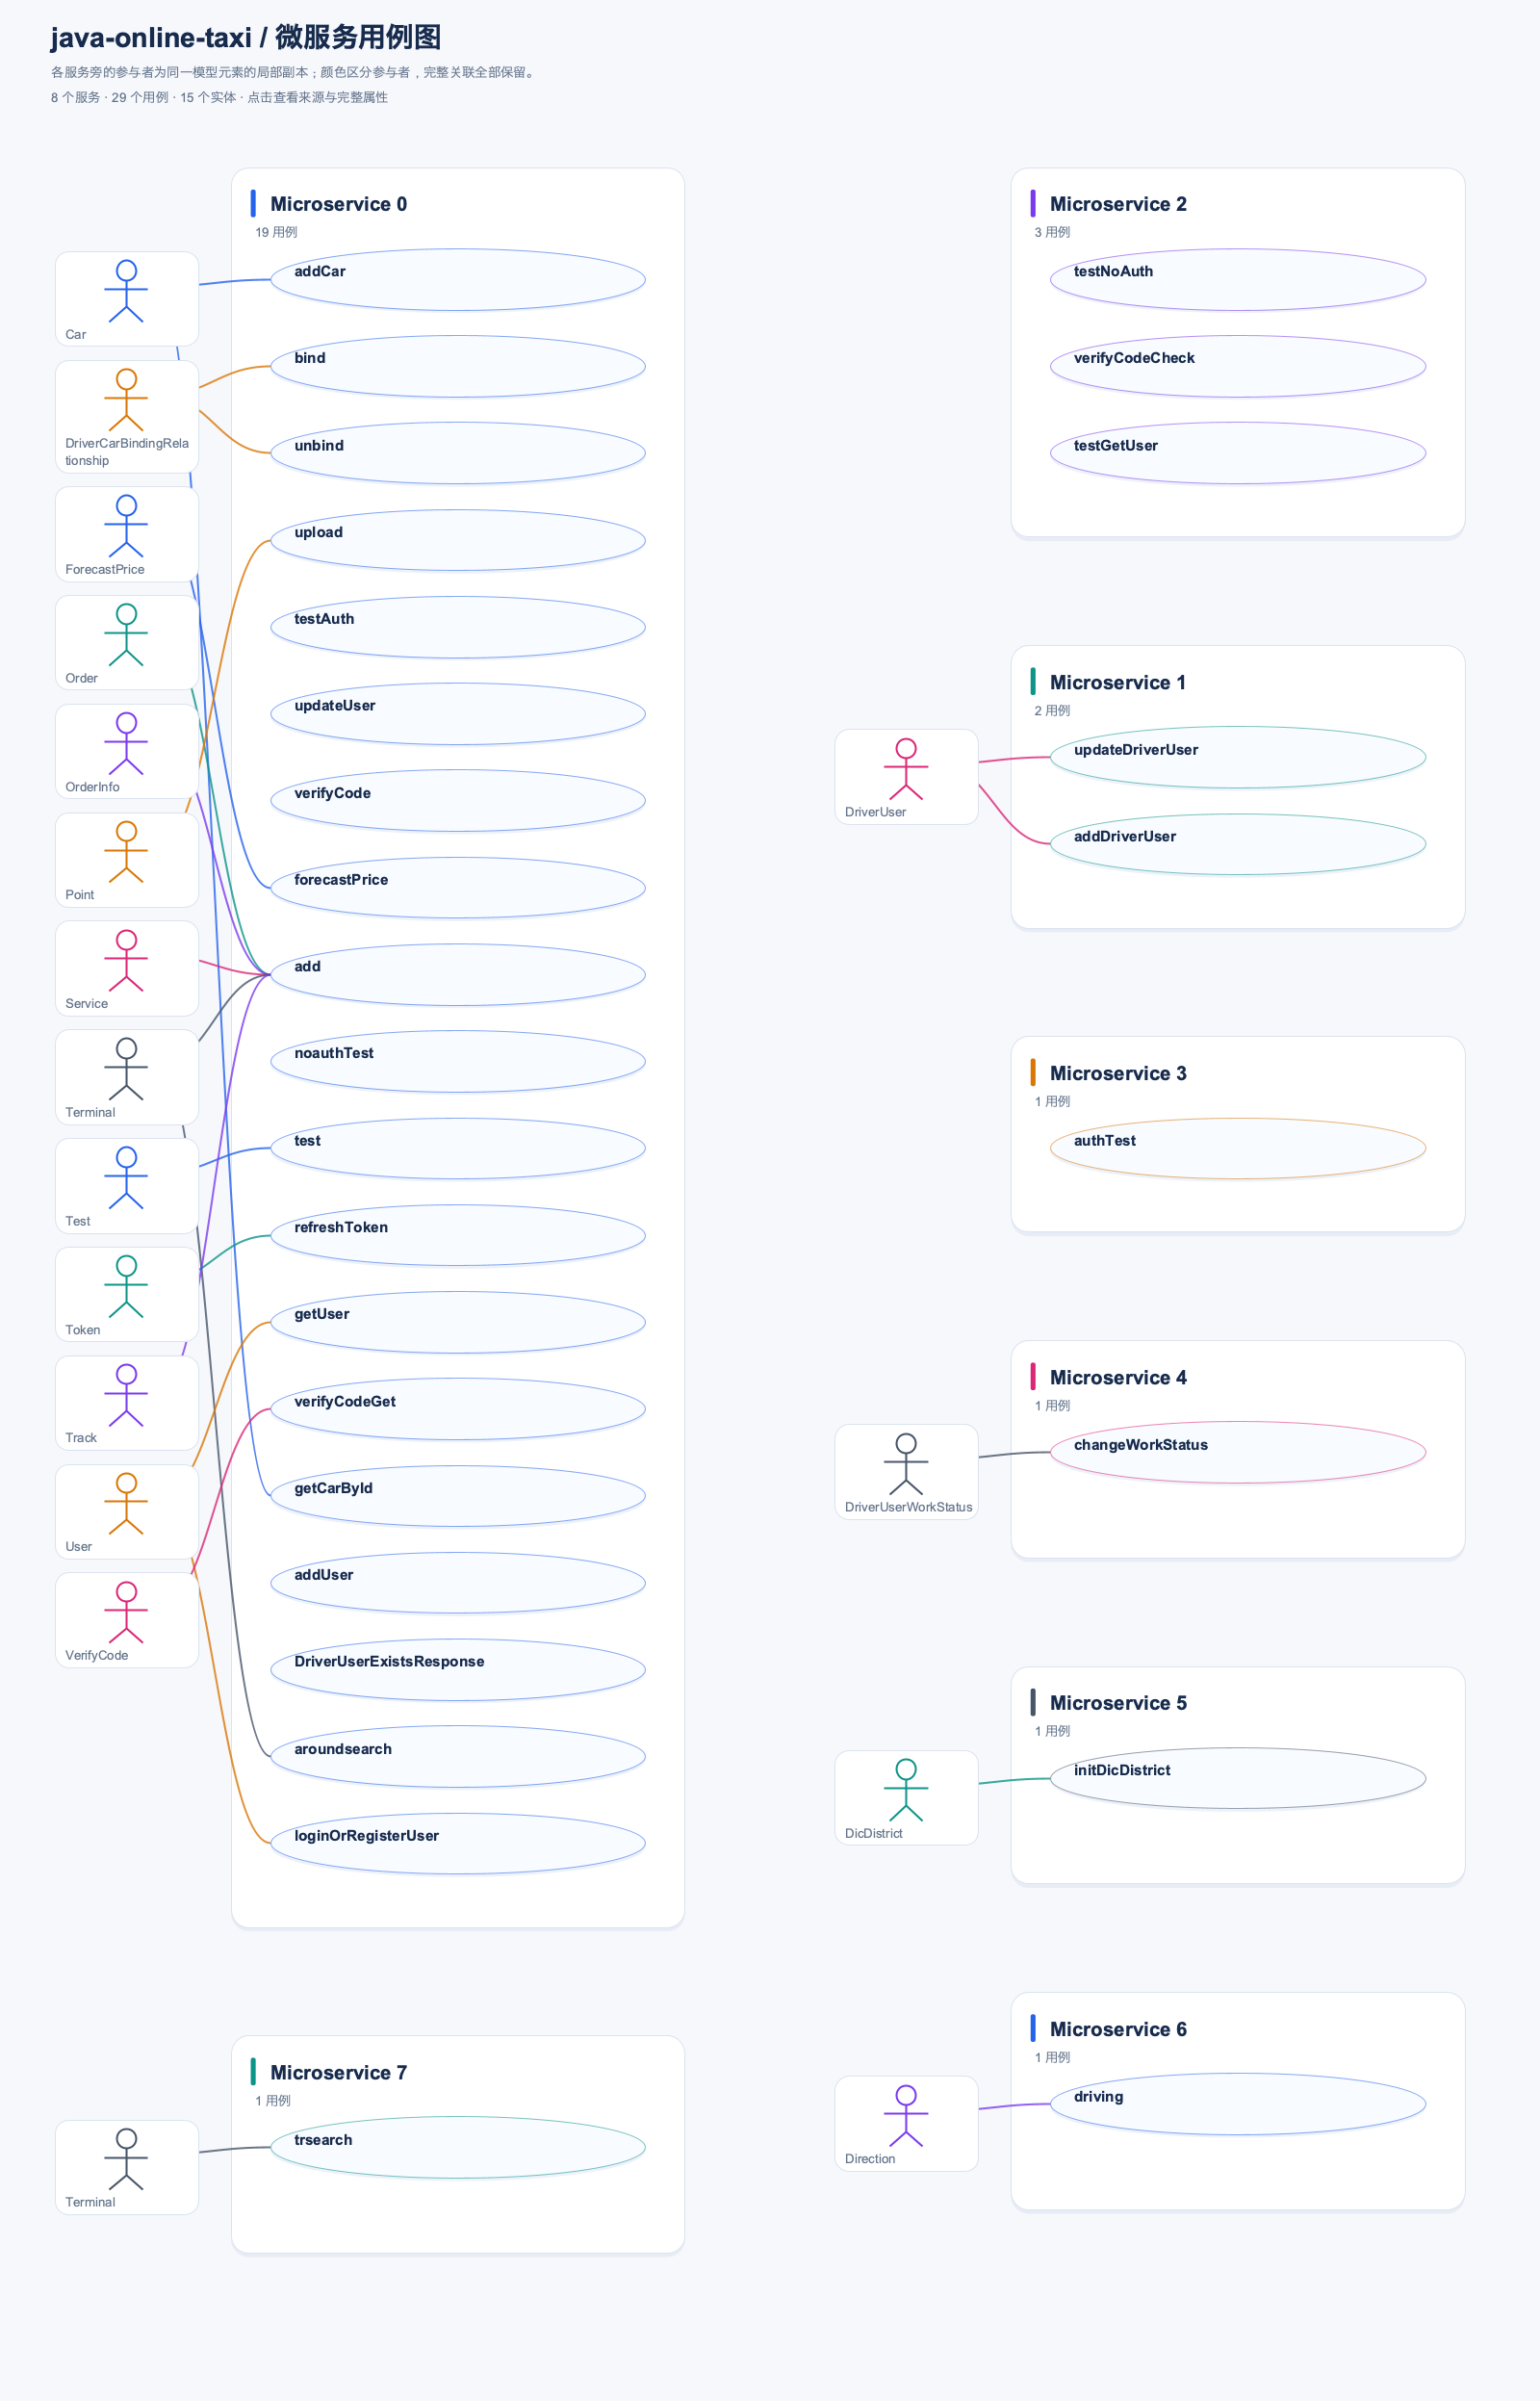 java-online-taxi / 微服务用例图
各服务旁的参与者为同一模型元素的局部副本；颜色区分参与者，完整关联全部保留。
8 个服务 · 29 个用例 · 15 个实体 · 点击查看来源与完整属性
Microservice 0
19 用例
addCar
bind
unbind
upload
testAuth
updateUser
verifyCode
forecastPrice
add
noauthTest
test
refreshToken
getUser
verifyCodeGet
getCarById
addUser
DriverUserExistsResponse
aroundsearch
loginOrRegisterUser
Car
DriverCarBindingRela
tionship
ForecastPrice
Order
OrderInfo
Point
Service
Terminal
Test
Token
Track
User
VerifyCode
Microservice 2
3 用例
testNoAuth
verifyCodeCheck
testGetUser
Microservice 1
2 用例
updateDriverUser
addDriverUser
DriverUser
Microservice 3
1 用例
authTest
Microservice 4
1 用例
changeWorkStatus
DriverUserWorkStatus
Microservice 5
1 用例
initDicDistrict
DicDistrict
Microservice 6
1 用例
driving
Direction
Microservice 7
1 用例
trsearch
Terminal